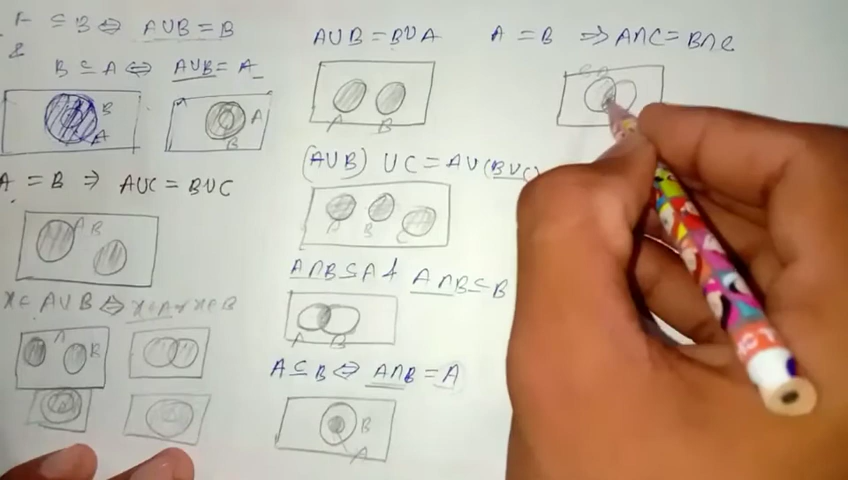 ⊆ B ⇔ A∪B = B
&
B ⊆ A ⇔ A∪B = A
B
A
A
B
A = B ⇒ A∪C = B∪C
A B
x ∈ A∪B ⇔ x ∈ A or x ∈ B
A
B
A∪B = B∪A
A B
(A∪B) ∪C = A∪(B∪C)
A B C
A∩B⊆A & A∩B⊆B
A B
A⊆B ⇔ A∩B = A
B
A
A = B ⇒ A∩C = B∩C